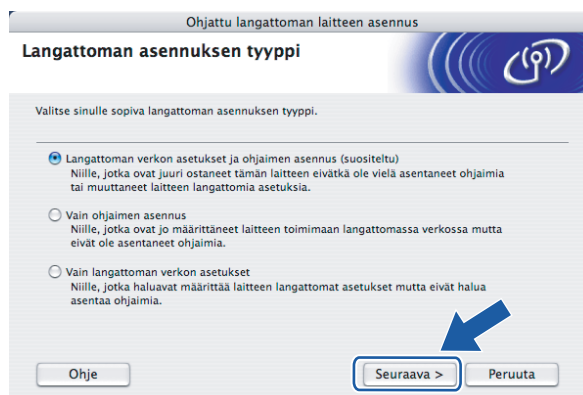 Ohjattu langattoman laitteen asennus
Langattoman asennuksen tyyppi
Valitse sinulle sopiva langattoman asennuksen tyyppi.
Langattoman verkon asetukset ja ohjaimen asennus (suositeltu)
Niille, jotka ovat juuri ostaneet tämän laitteen eivätkä ole vielä asentaneet ohjaimia
tai muuttaneet laitteen langattomia asetuksia.
Vain ohjaimen asennus
Niille, jotka ovat jo määrittäneet laitteen toimimaan langattomassa verkossa mutta
eivät ole asentaneet ohjaimia.
Vain langattoman verkon asetukset
Niille, jotka haluavat määrittää laitteen langattomat asetukset mutta eivät halua
asentaa ohjaimia.
Ohje Seuraava > Peruuta